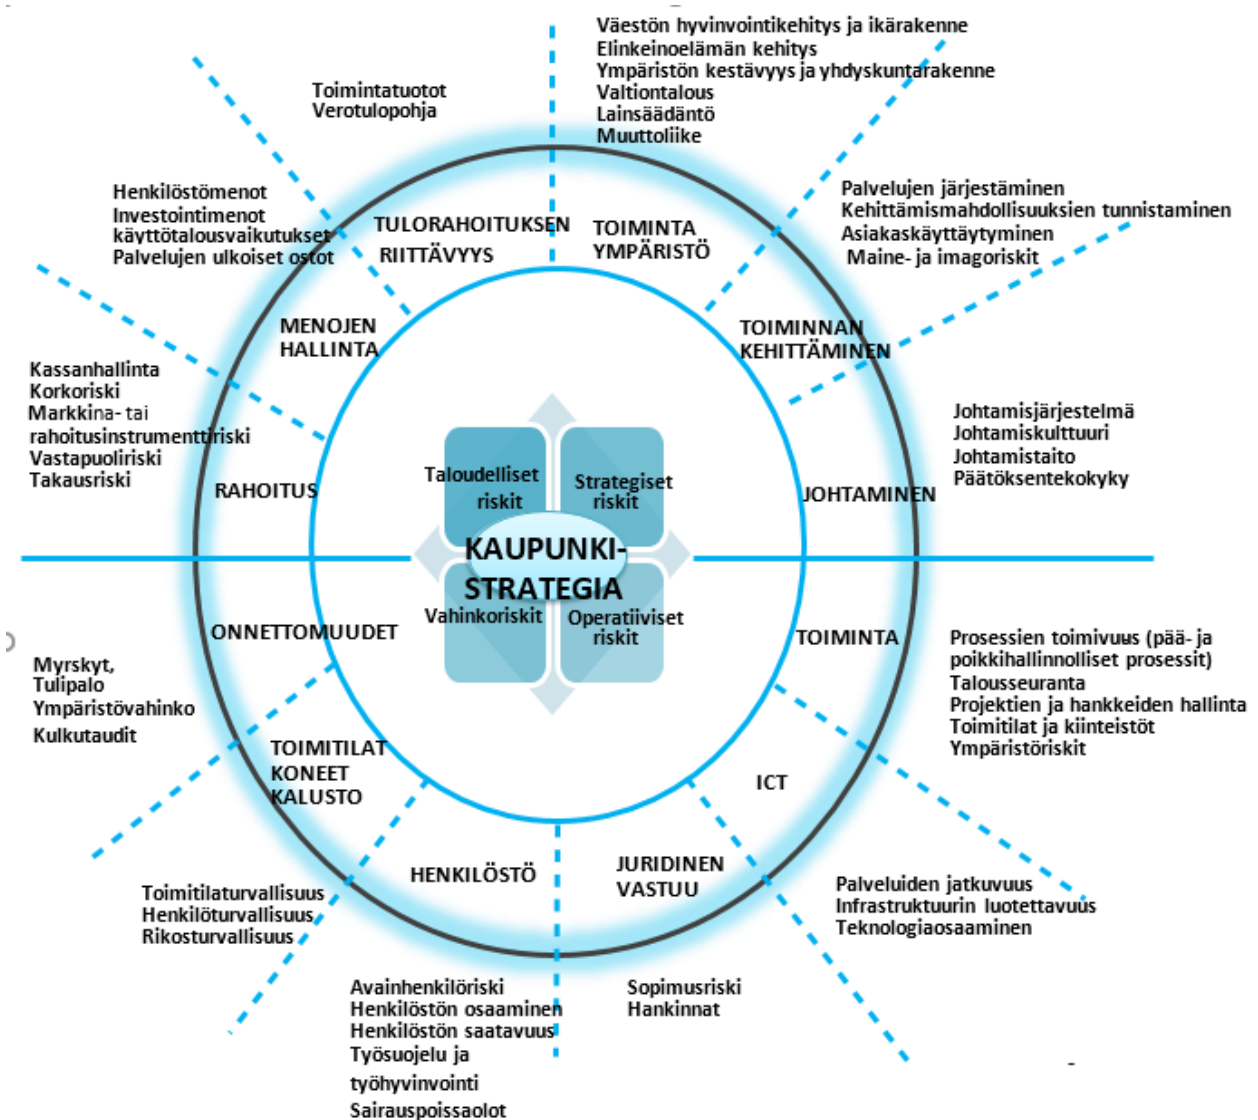 Väestön hyvinvointikehitys ja ikärakenne
Elinkeinoelämän kehitys
Ympäristön kestävyys ja yhdyskuntarakenne
Valtiontalous
Lainsäädäntö
Muuttoliike
Toimintatuotot
Verotulopohja
Henkilöstömenot
Investointimenot
käyttötalousvaikutukset
Palvelujen ulkoiset ostot
Palvelujen järjestäminen
Kehittämismahdollisuuksien tunnistaminen
Asiakaskäyttäytyminen
Maine- ja imagoriskit
TULORAHOITUKSEN
RIITTÄVYYS
TOIMINTA
YMPÄRISTÖ
MENOJEN
HALLINTA
TOIMINNAN
KEHITTÄMINEN
Kassanhallinta
Korkoriski
Markkina- tai
rahoitusinstrumenttiriski
Vastapuoliriski
Takausriski
RAHOITUS
Johtamisjärjestelmä
Johtamiskulttuuri
Johtamistaito
Päätöksentekokyky
JOHTAMINEN
Taloudelliset
riskit
Strategiset
riskit
KAUPUNKI-
STRATEGIA
Vahinkoriskit
Operatiiviset
riskit
ONNETTOMUUDET
TOIMINTA
Myrskyt,
Tulipalo
Ympäristövahinko
Kulkutaudit
Prosessien toimivuus (pää- ja
poikkihallinnolliset prosessit)
Talousseuranta
Projektien ja hankkeiden hallinta
Toimitilat ja kiinteistöt
Ympäristöriskit
TOIMITILAT
KONEET
KALUSTO
ICT
HENKILÖSTÖ
JURIDINEN
VASTUU
Toimitilaturvallisuus
Henkilöturvallisuus
Rikosturvallisuus
Palveluiden jatkuvuus
Infrastruktuurin luotettavuus
Teknologiaosaaminen
Avainhenkilöriski
Henkilöstön osaaminen
Henkilöstön saatavuus
Työsuojelu ja
työhyvinvointi
Sairauspoissaolot
Sopimusriski
Hankinnat